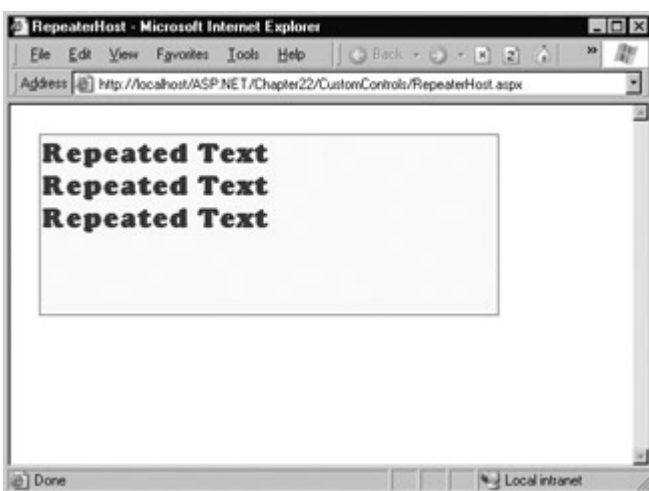 RepeaterHost - Microsoft Internet Explorer
File Edit View Favorites Tools Help Back »
Address http://localhost/ASP.NET/Chapter22/CustomControls/RepeaterHost.aspx
Repeated Text
Repeated Text
Repeated Text
Done Local intranet